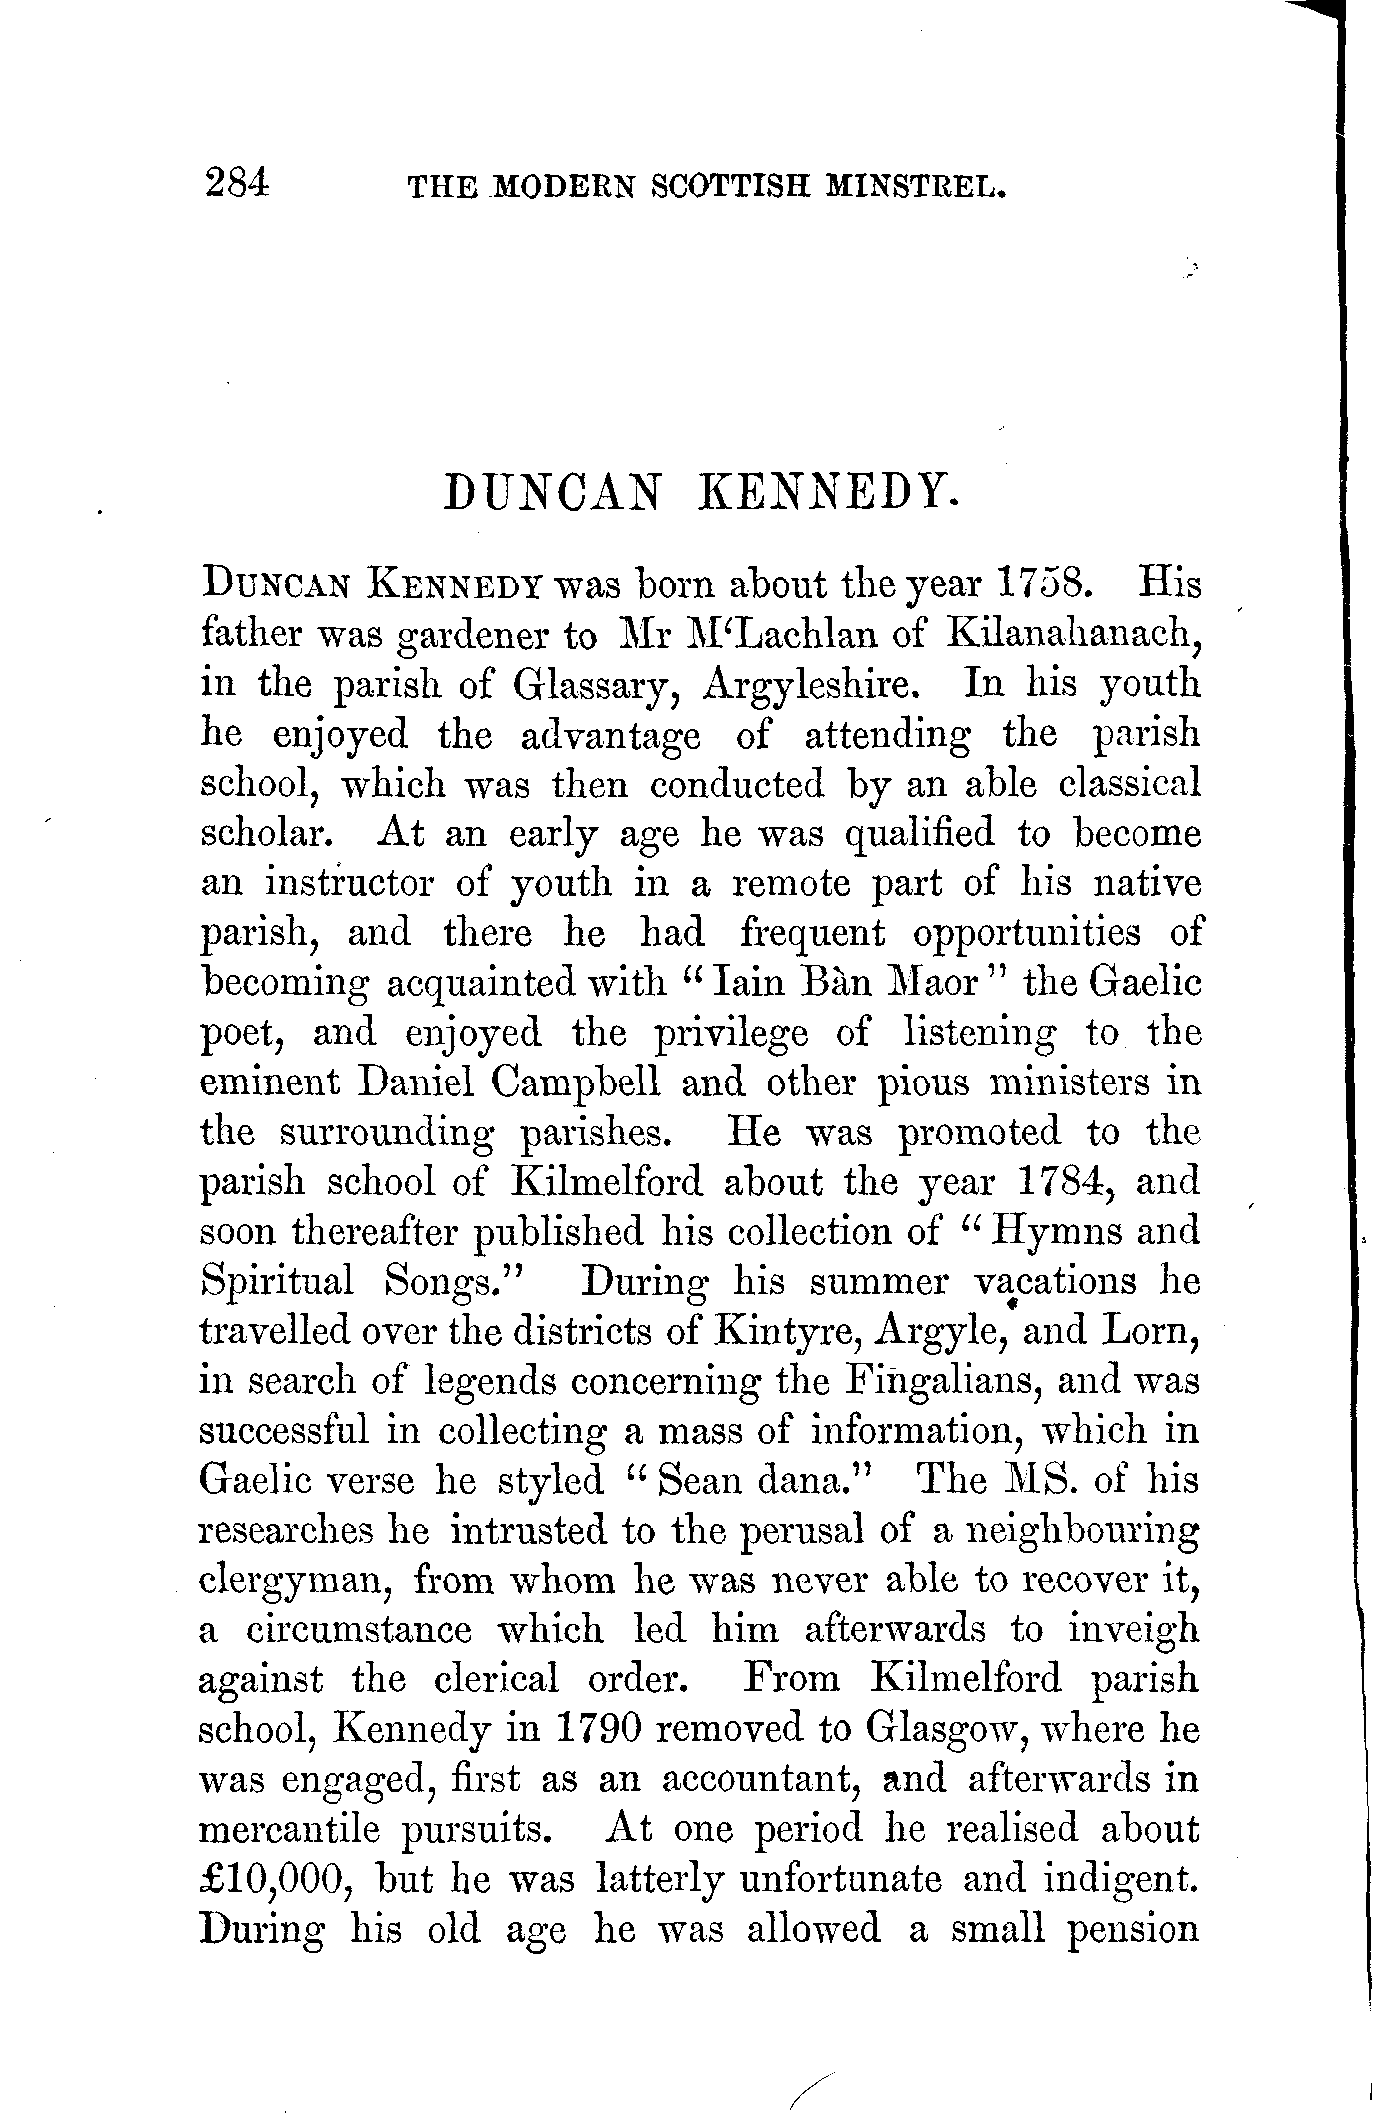 284 THE MODERN SCOTTISH MINSTREL.
DUNCAN KENNEDY.
DUNCAN KENNEDY was born about the year 1758. His
father was gardener to Mr M‘Lachlan of Kilanahanach,
in the parish of Glassary, Argyleshire. In his youth
he enjoyed the advantage of attending the parish
school, which was then conducted by an able classical
scholar. At an early age he was qualified to become
an instructor of youth in a remote part of his native
parish, and there he had frequent opportunities of
becoming acquainted with “Iain Bàn Maor” the Gaelic
poet, and enjoyed the privilege of listening to the
eminent Daniel Campbell and other pious ministers in
the surrounding parishes. He was promoted to the
parish school of Kilmelford about the year 1784, and
soon thereafter published his collection of “Hymns and
Spiritual Songs.” During his summer vacations he
travelled over the districts of Kintyre, Argyle, and Lorn,
in search of legends concerning the Fingalians, and was
successful in collecting a mass of information, which in
Gaelic verse he styled “Sean dana.” The MS. of his
researches he intrusted to the perusal of a neighbouring
clergyman, from whom he was never able to recover it,
a circumstance which led him afterwards to inveigh
against the clerical order. From Kilmelford parish
school, Kennedy in 1790 removed to Glasgow, where he
was engaged, first as an accountant, and afterwards in
mercantile pursuits. At one period he realised about
£10,000, but he was latterly unfortunate and indigent.
During his old age he was allowed a small pension